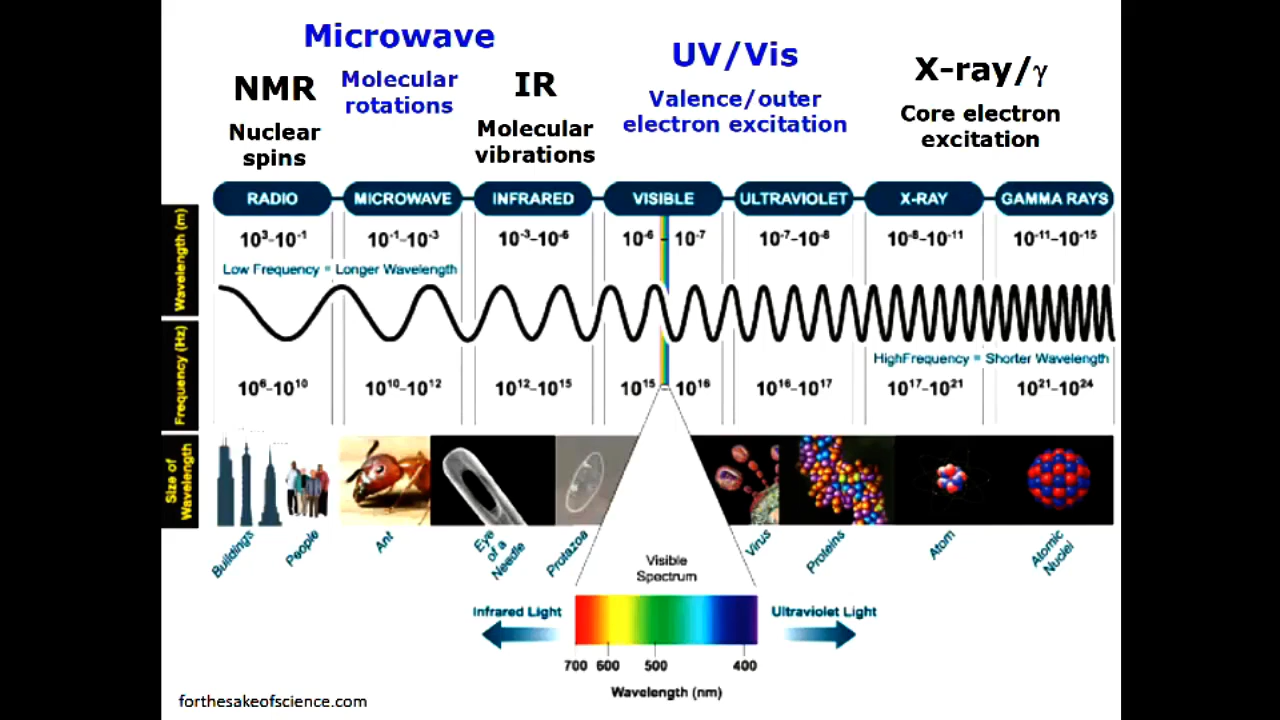 Microwave
UV/Vis
X-ray/γ
NMR
Molecular
rotations
IR
Valence/outer
electron excitation
Core electron
excitation
Nuclear
spins
Molecular
vibrations
RADIO
MICROWAVE
INFRARED
VISIBLE
ULTRAVIOLET
X-RAY
GAMMA RAYS
Wavelength (m)
10³–10⁻¹
10⁻¹–10⁻³
10⁻³–10⁻⁶
10⁻⁶ – 10⁻⁷
10⁻⁷–10⁻⁸
10⁻⁸–10⁻¹¹
10⁻¹¹–10⁻¹⁵
Low Frequency = Longer Wavelength
HighFrequency = Shorter Wavelength
Frequency (Hz)
10⁶–10¹⁰
10¹⁰–10¹²
10¹²–10¹⁵
10¹⁵ – 10¹⁶
10¹⁶–10¹⁷
10¹⁷–10²¹
10²¹–10²⁴
Size of
Wavelength
Buildings
People
Ant
Eye
of a
Needle
Protazoa
Virus
Proteins
Atom
Atomic
Nuclei
Visible
Spectrum
Infrared Light
Ultraviolet Light
700 600 500 400
Wavelength (nm)
forthesakeofscience.com